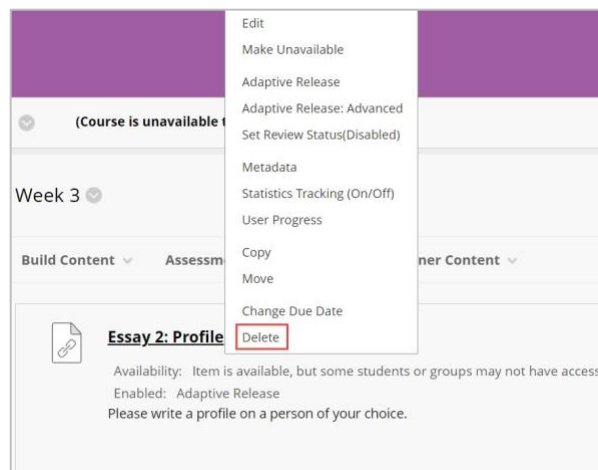 Edit
Make Unavailable
Adaptive Release
Adaptive Release: Advanced
Set Review Status(Disabled)
Metadata
Statistics Tracking (On/Off)
User Progress
Copy
Move
Change Due Date
Delete
(Course is unavailable
Week 3
Build Content Assessm ner Content
Essay 2: Profile
Availability: Item is available, but some students or groups may not have access
Enabled: Adaptive Release
Please write a profile on a person of your choice.